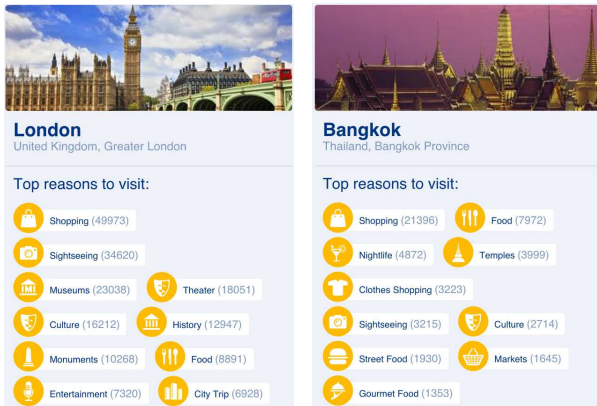 London
United Kingdom, Greater London
Top reasons to visit:
Shopping (49973)
Sightseeing (34620)
Museums (23038)
Theater (18051)
Culture (16212)
History (12947)
Monuments (10268)
Food (8891)
Entertainment (7320)
City Trip (6928)
Bangkok
Thailand, Bangkok Province
Top reasons to visit:
Shopping (21396)
Food (7972)
Nightlife (4872)
Temples (3999)
Clothes Shopping (3223)
Sightseeing (3215)
Culture (2714)
Street Food (1930)
Markets (1645)
Gourmet Food (1353)